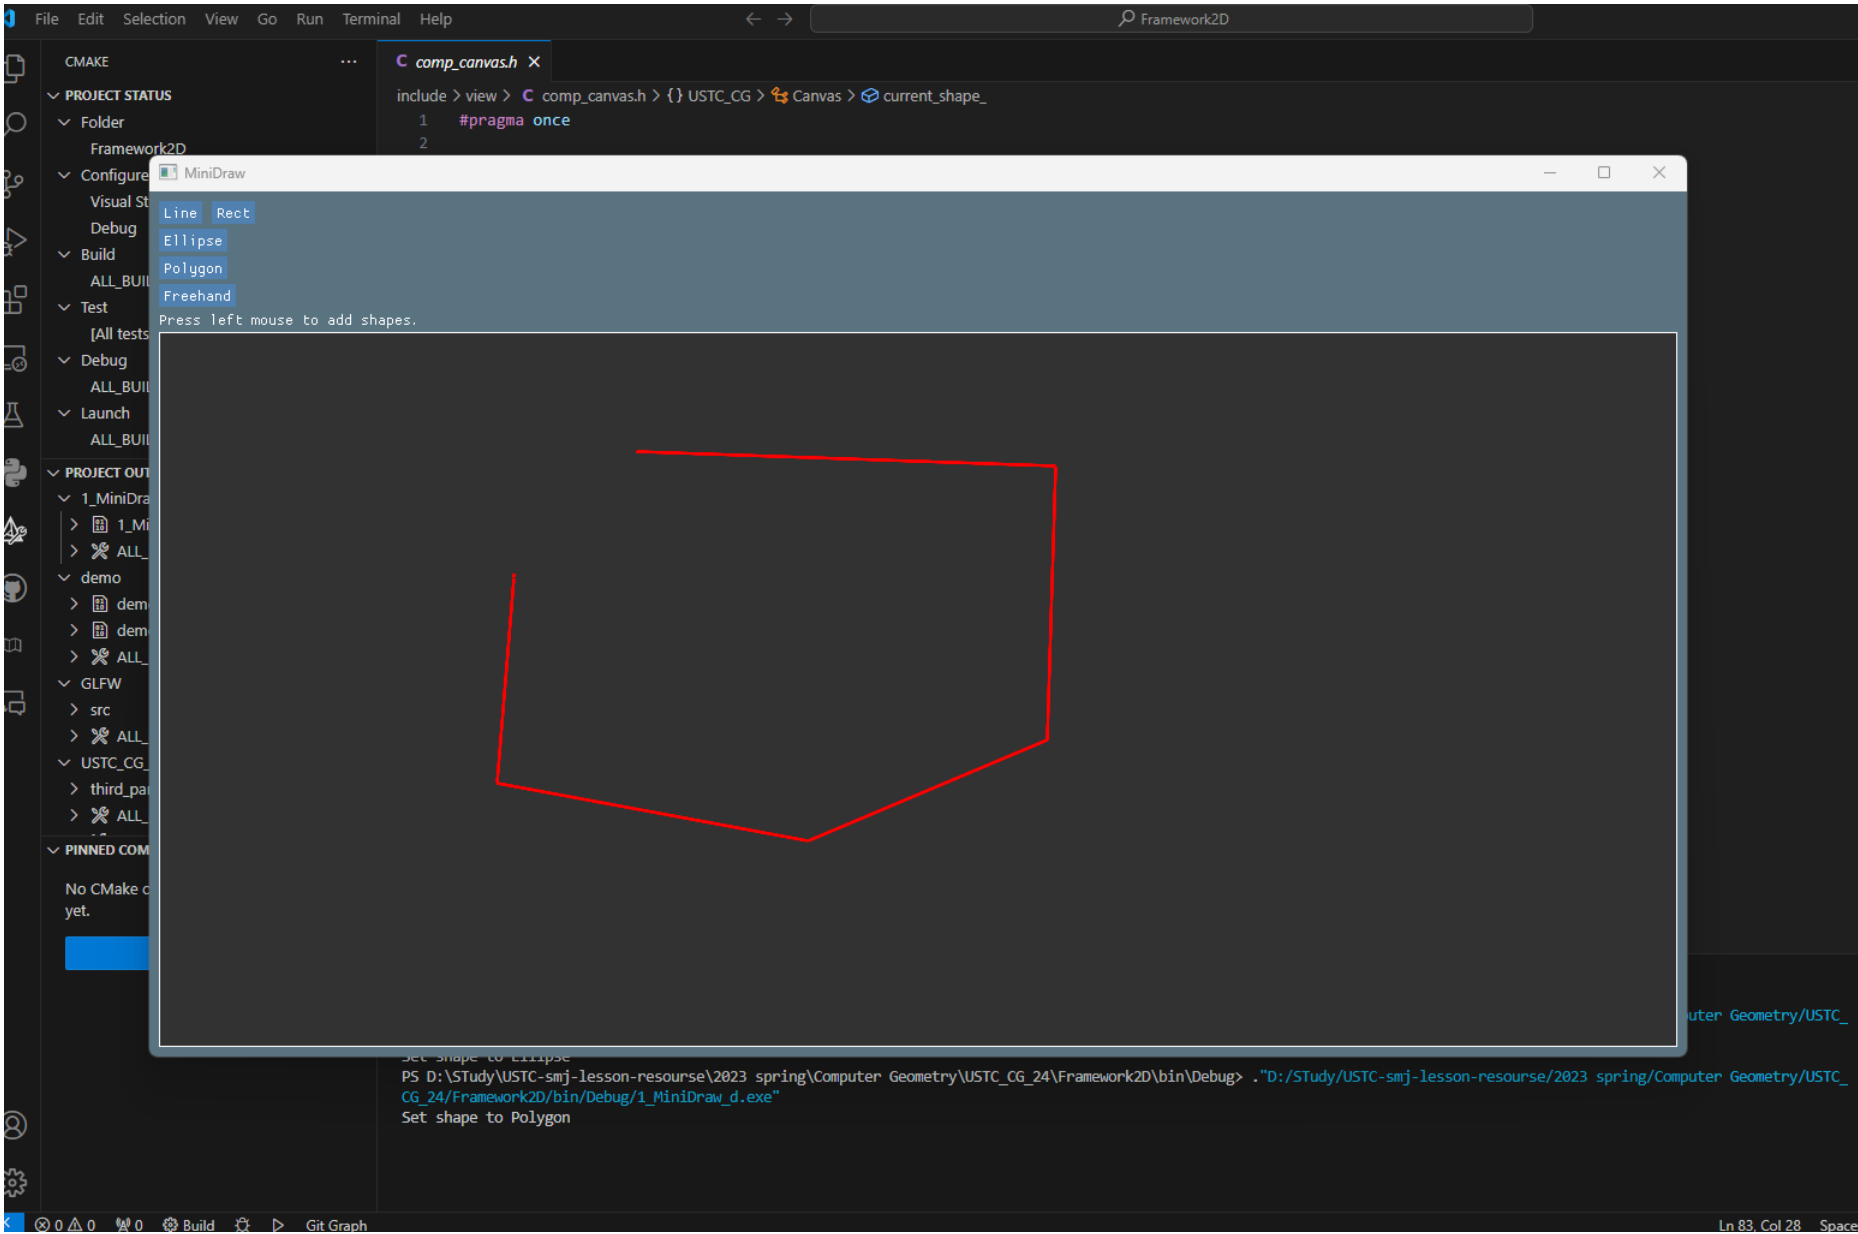 File Edit Selection View Go Run Terminal Help
Framework2D
CMAKE
comp_canvas.h
PROJECT STATUS
include > view > C comp_canvas.h > {} USTC_CG > Canvas > current_shape_
Folder
1 #pragma once
Framework2D
2
Configure
Visual St
Debug
Build
ALL_BUIL
Test
[All tests
Debug
ALL_BUIL
Launch
ALL_BUIL
PROJECT OUT
1_MiniDra
1_Mi
ALL_
demo
dem
dem
ALL_
GLFW
src
ALL_
USTC_CG_
third_pa
ALL_
PINNED COM
No CMake c
yet.
MiniDraw
Line Rect
Ellipse
Polygon
Freehand
Press left mouse to add shapes.
uter Geometry/USTC_
Set shape to Ellipse
PS D:\STudy\USTC-smj-lesson-resourse\2023 spring\Computer Geometry\USTC_CG_24\Framework2D\bin\Debug> ."D:/STudy/USTC-smj-lesson-resourse/2023 spring/Computer Geometry/USTC_
CG_24/Framework2D/bin/Debug/1_MiniDraw_d.exe"
Set shape to Polygon
0 0 0 Build Git Graph
Ln 83, Col 28 Space